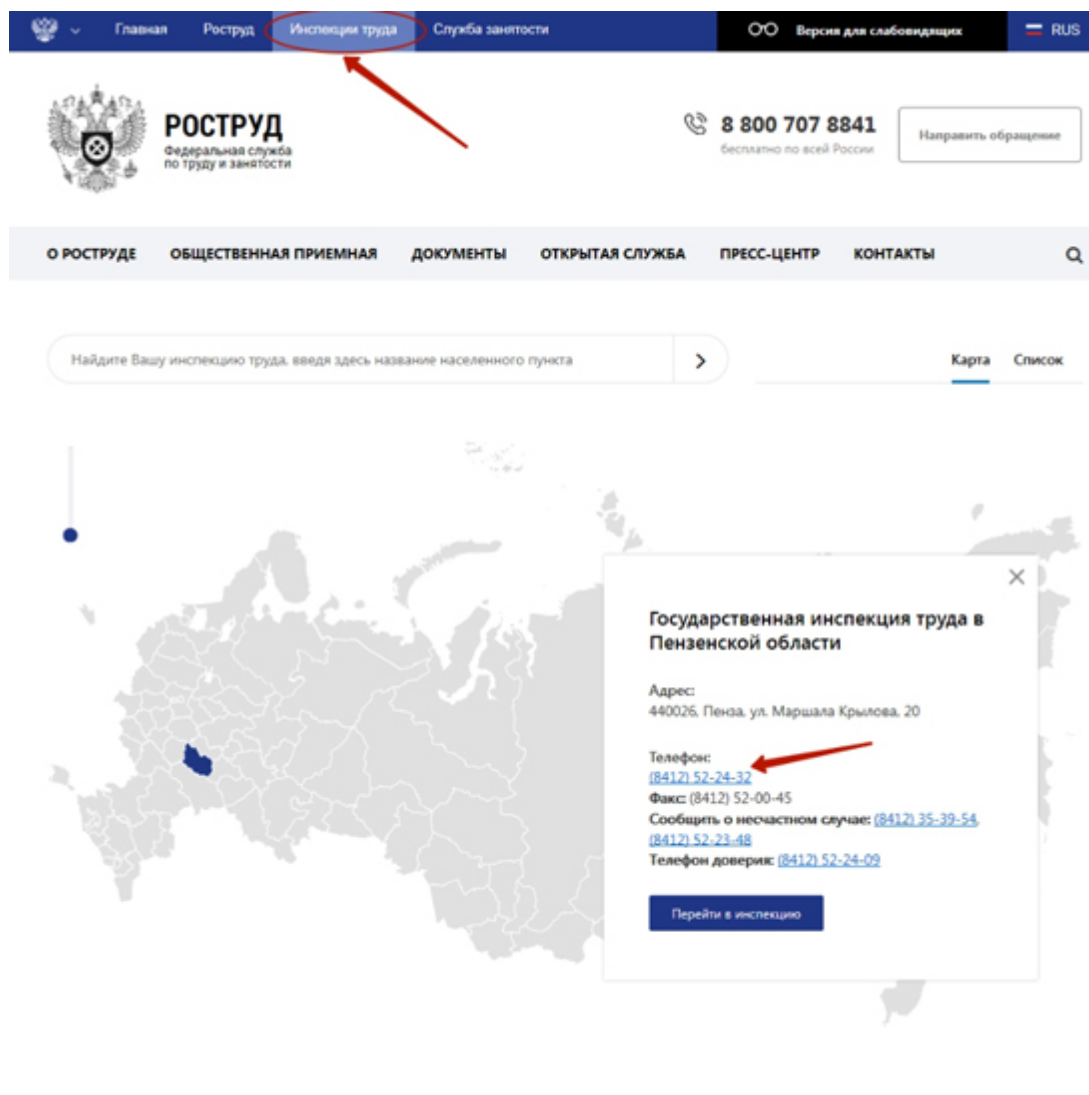 Главная Роструд Инспекции труда Служба занятости Версия для слабовидящих RUS
РОСТРУД
Федеральная служба
по труду и занятости
8 800 707 8841
бесплатно по всей России
Направить обращение
О РОСТРУДЕ ОБЩЕСТВЕННАЯ ПРИЕМНАЯ ДОКУМЕНТЫ ОТКРЫТАЯ СЛУЖБА ПРЕСС-ЦЕНТР КОНТАКТЫ
Найдите Вашу инспекцию труда, введя здесь название населенного пункта
Карта Список
Государственная инспекция труда в
Пензенской области
Адрес:
440026, Пенза, ул. Маршала Крылова, 20
Телефон:
(8412) 52-24-32
Факс: (8412) 52-00-45
Сообщить о несчастном случае: (8412) 35-39-54,
(8412) 52-23-48
Телефон доверия: (8412) 52-24-09
Перейти в инспекцию